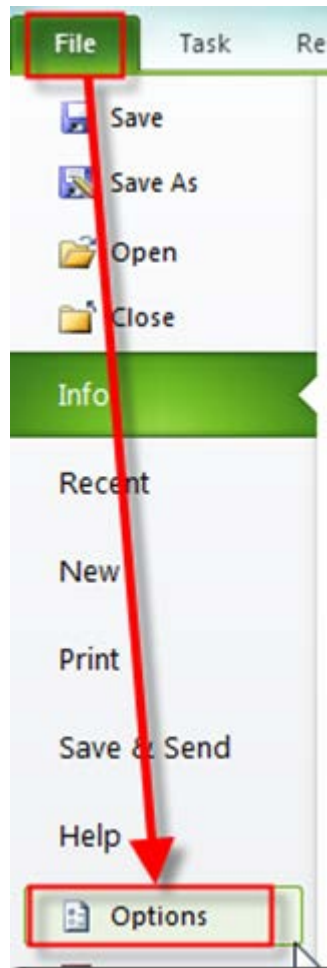 File Task Re
Save
Save As
Open
Close
Info
Recent
New
Print
Save & Send
Help
Options